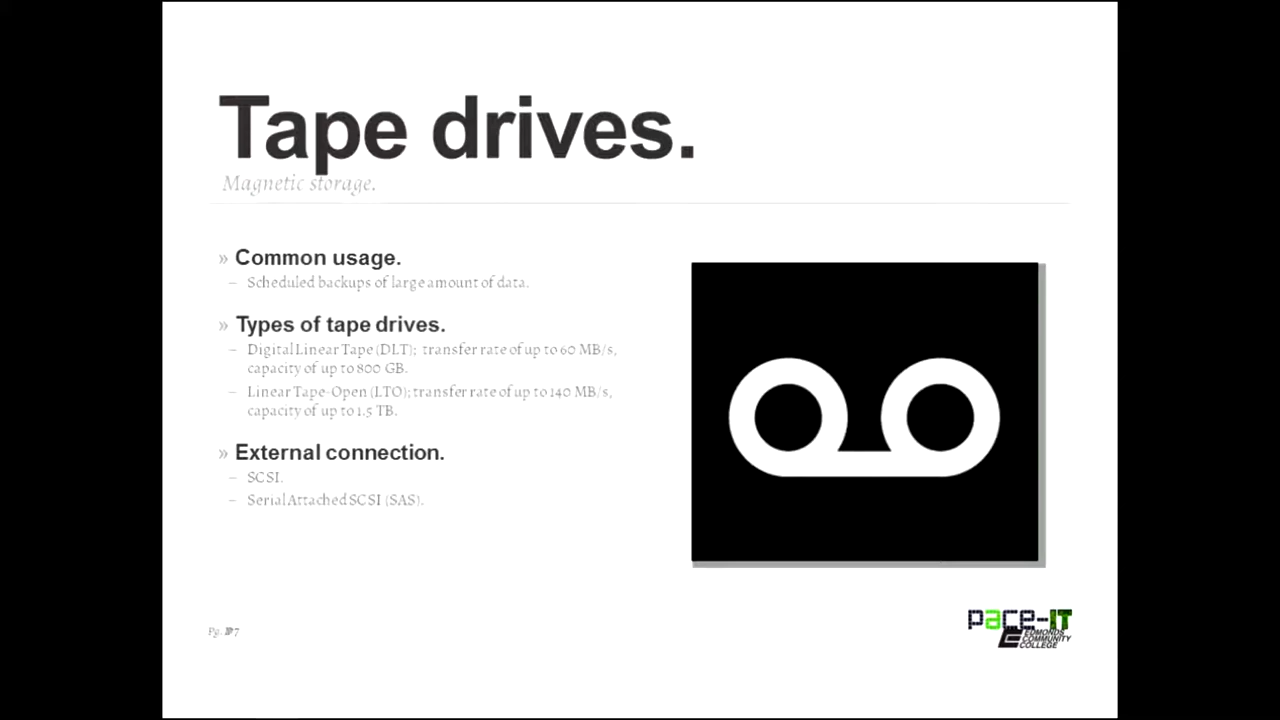 Tape drives.
Magnetic storage.
» Common usage.
– Scheduled backups of large amount of data.
» Types of tape drives.
– Digital Linear Tape (DLT); transfer rate of up to 60 MB/s,
capacity of up to 800 GB.
– Linear Tape-Open (LTO); transfer rate of up to 140 MB/s,
capacity of up to 1.5 TB.
» External connection.
– SCSI.
– Serial Attached SCSI (SAS).
Pg. 7
pace-IT
EDMONDS
COMMUNITY
COLLEGE